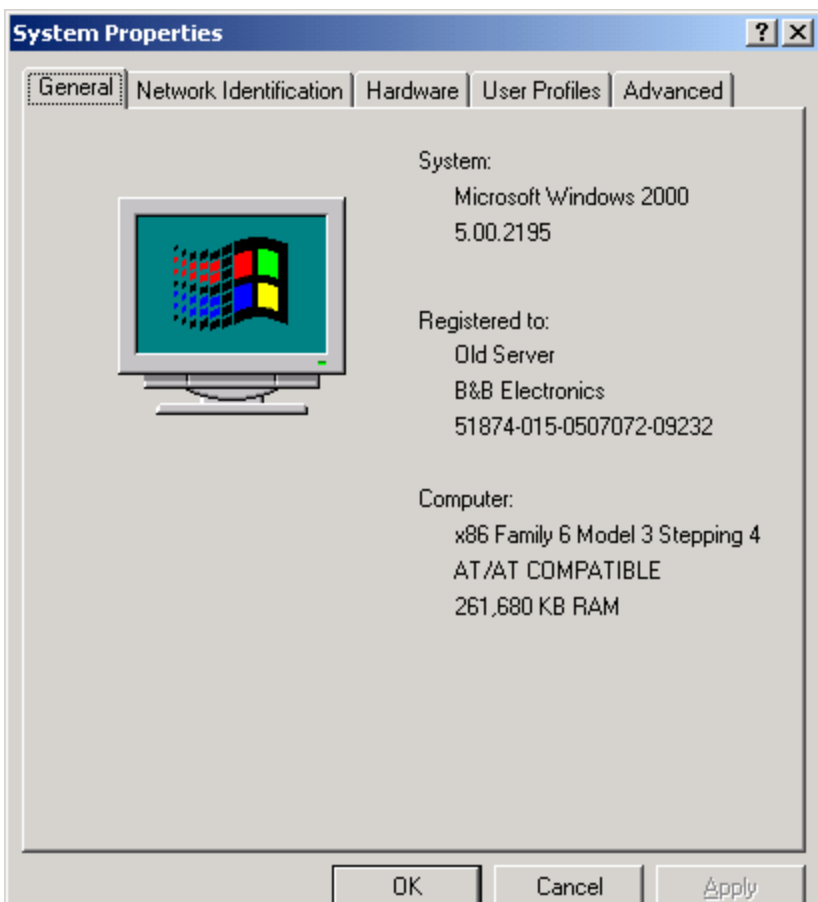 System Properties
General
Network Identification
Hardware
User Profiles
Advanced
System:
Microsoft Windows 2000
5.00.2195
Registered to:
Old Server
B&B Electronics
51874-015-0507072-09232
Computer:
x86 Family 6 Model 3 Stepping 4
AT/AT COMPATIBLE
261,680 KB RAM
OK
Cancel
Apply